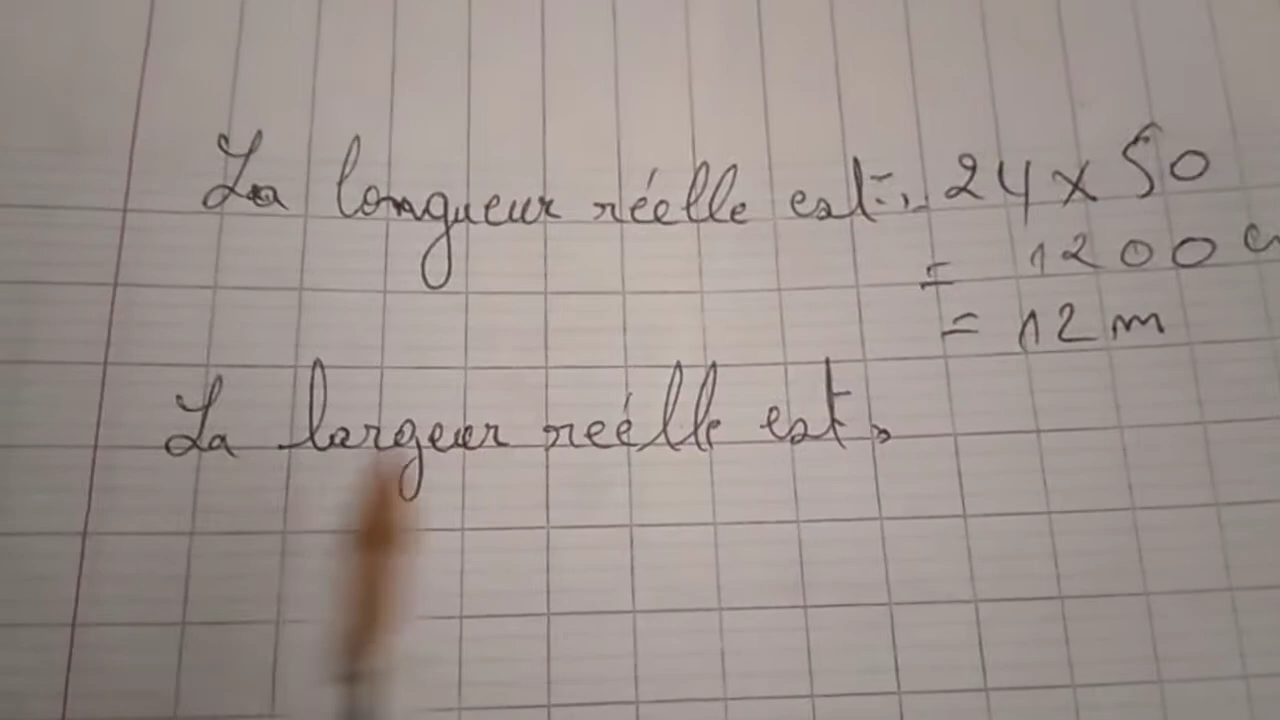 La longueur réelle est : 24 x 50
= 1200 c
= 12 m
La largeur réelle est :